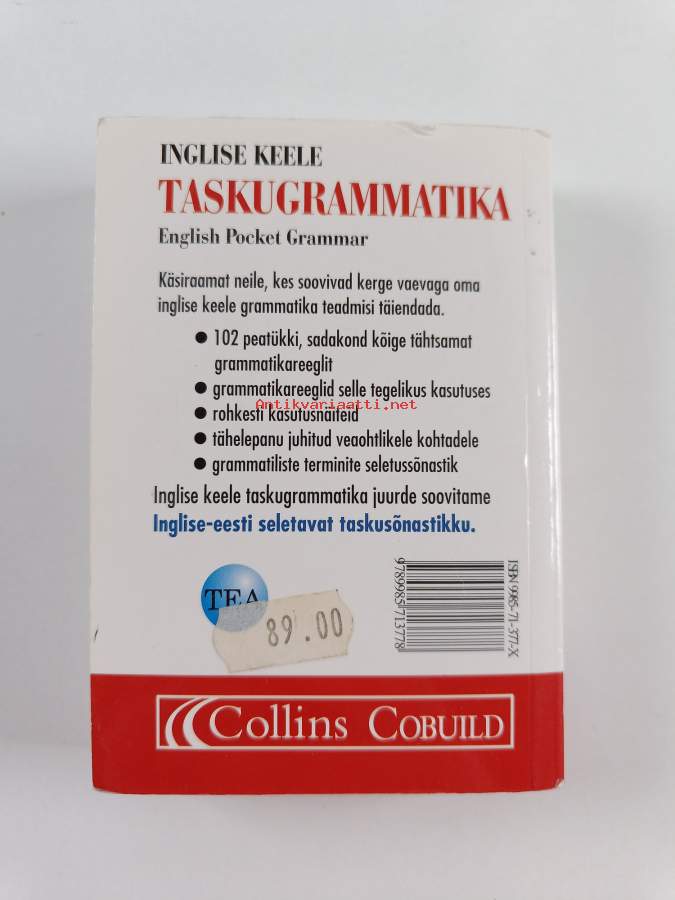 INGLISE KEELE
TASKUGRAMMATIKA
English Pocket Grammar
Käsiraamat neile, kes soovivad kerge vaevaga oma
inglise keele grammatika teadmisi täiendada.
● 102 peatükki, sadakond kõige tähtsamat
grammatikareeglit
● grammatikareeglid selle tegelikus kasutuses
Antikvariaatti.net
● rohkesti kasutusnäiteid
● tähelepanu juhitud veaohtlikele kohtadele
● grammatiliste terminite seletussõnastik
Inglise keele taskugrammatika juurde soovitame
Inglise-eesti seletavat taskusõnastikku.
ISBN 9985-71-377-X
9789985713778
TEA
89.00
Collins COBUILD